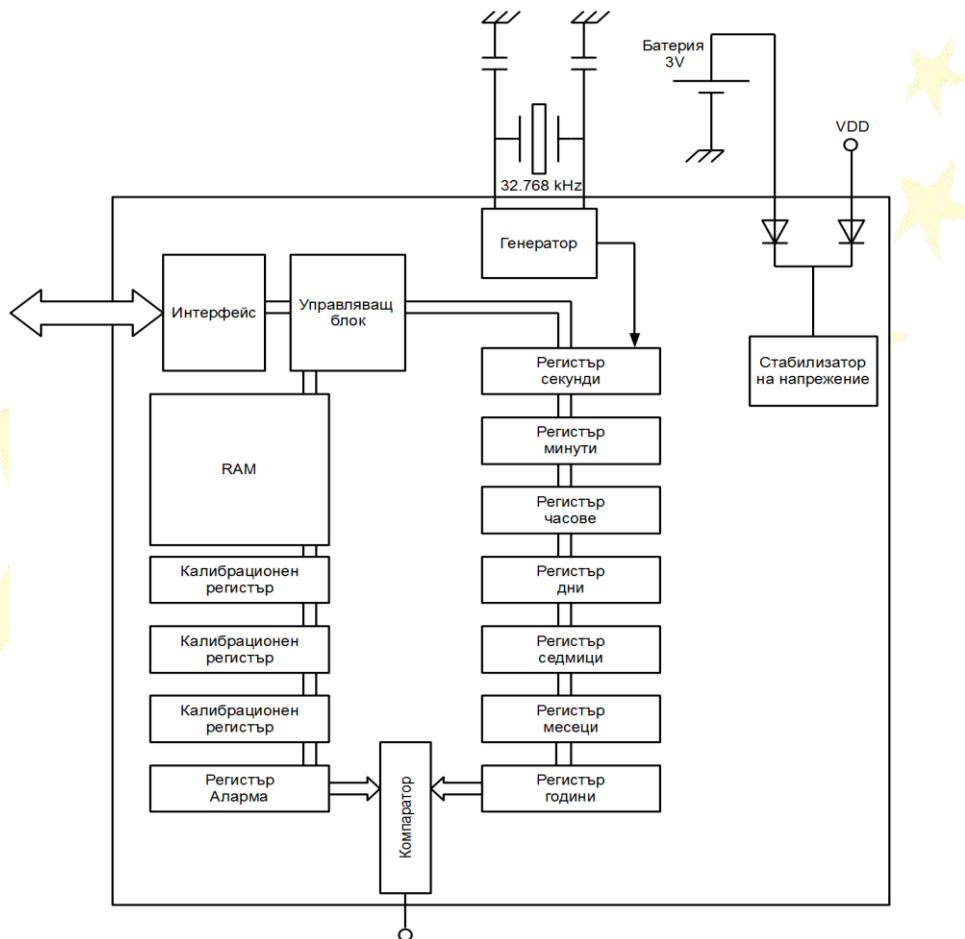 Батерия
3V
VDD
32.768 kHz
Генератор
Интерфейс
Управляващ
блок
Регистър
секунди
Стабилизатор
на напрежение
RAM
Регистър
минути
Регистър
часове
Калибрационен
регистър
Регистър
дни
Калибрационен
регистър
Регистър
седмици
Калибрационен
регистър
Регистър
месеци
Регистър
Аларма
Компаратор
Регистър
години